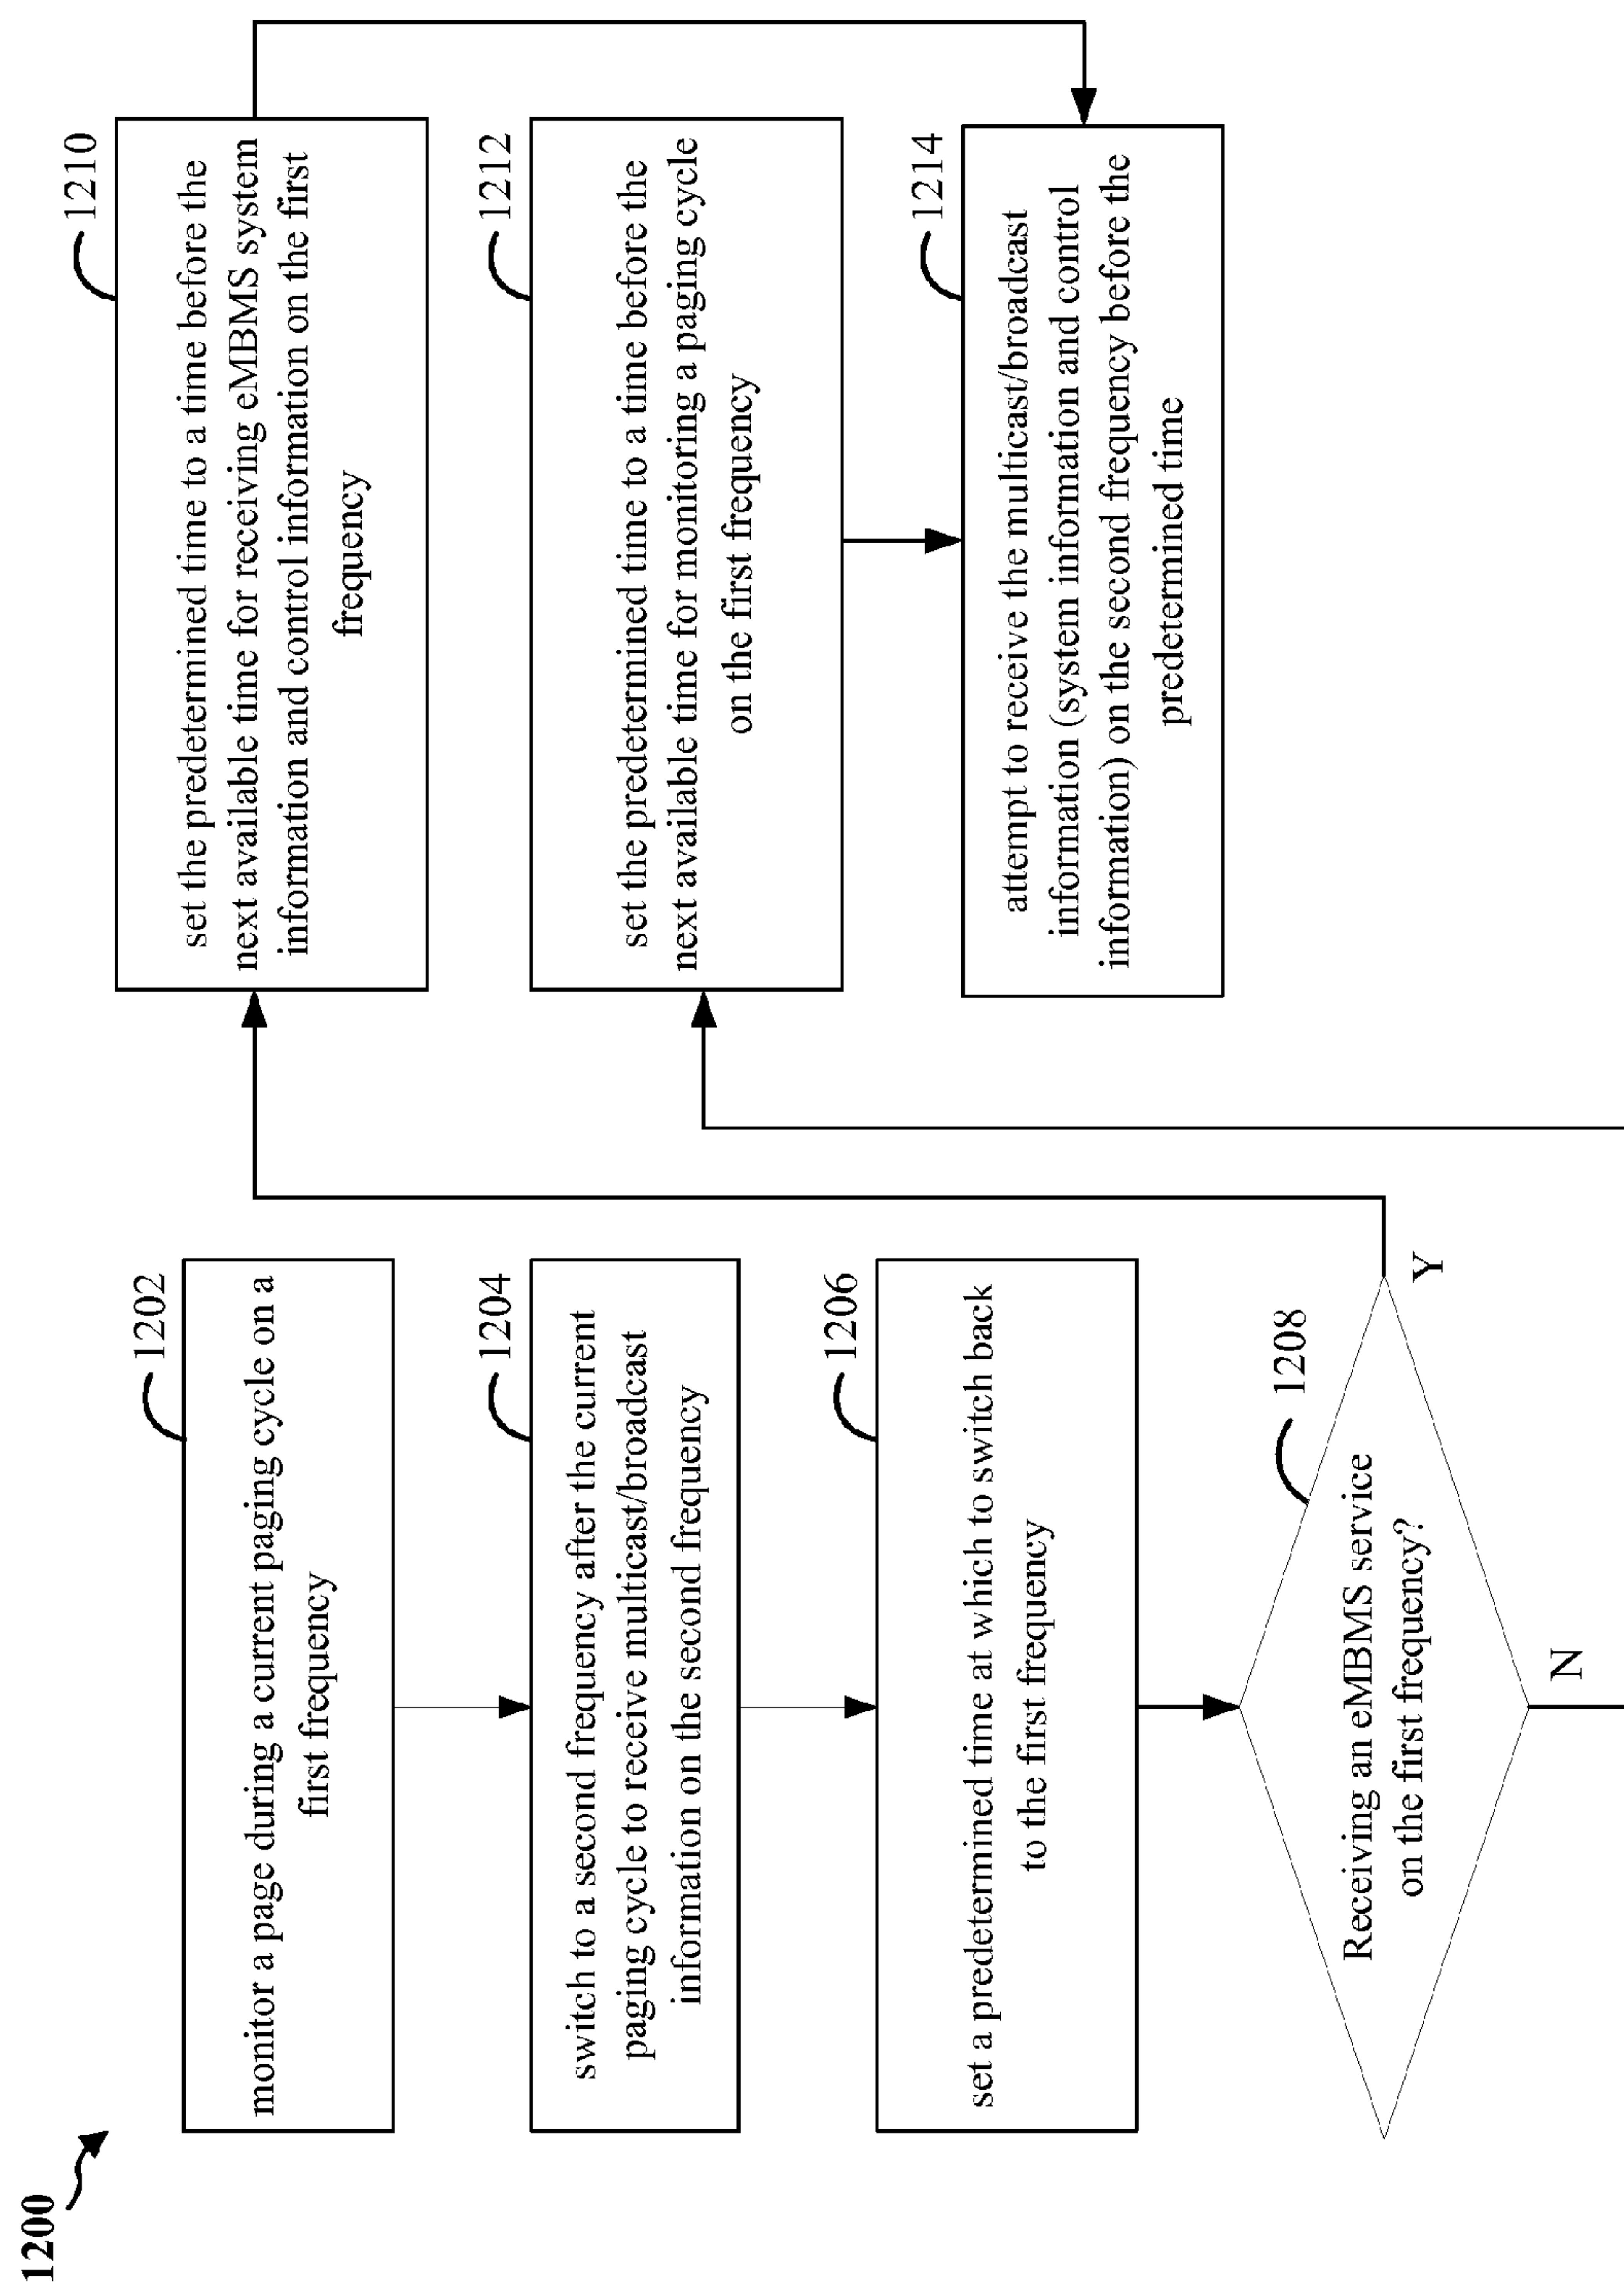 1200
1202
monitor a page during a current paging cycle on a
first frequency
1204
switch to a second frequency after the current
paging cycle to receive multicast/broadcast
information on the second frequency
1206
set a predetermined time at which to switch back
to the first frequency
1208
Receiving an eMBMS service
on the first frequency?
Y
N
1210
set the predetermined time to a time before the
next available time for receiving eMBMS system
information and control information on the first
frequency
1212
set the predetermined time to a time before the
next available time for monitoring a paging cycle
on the first frequency
1214
attempt to receive the multicast/broadcast
information (system information and control
information) on the second frequency before the
predetermined time